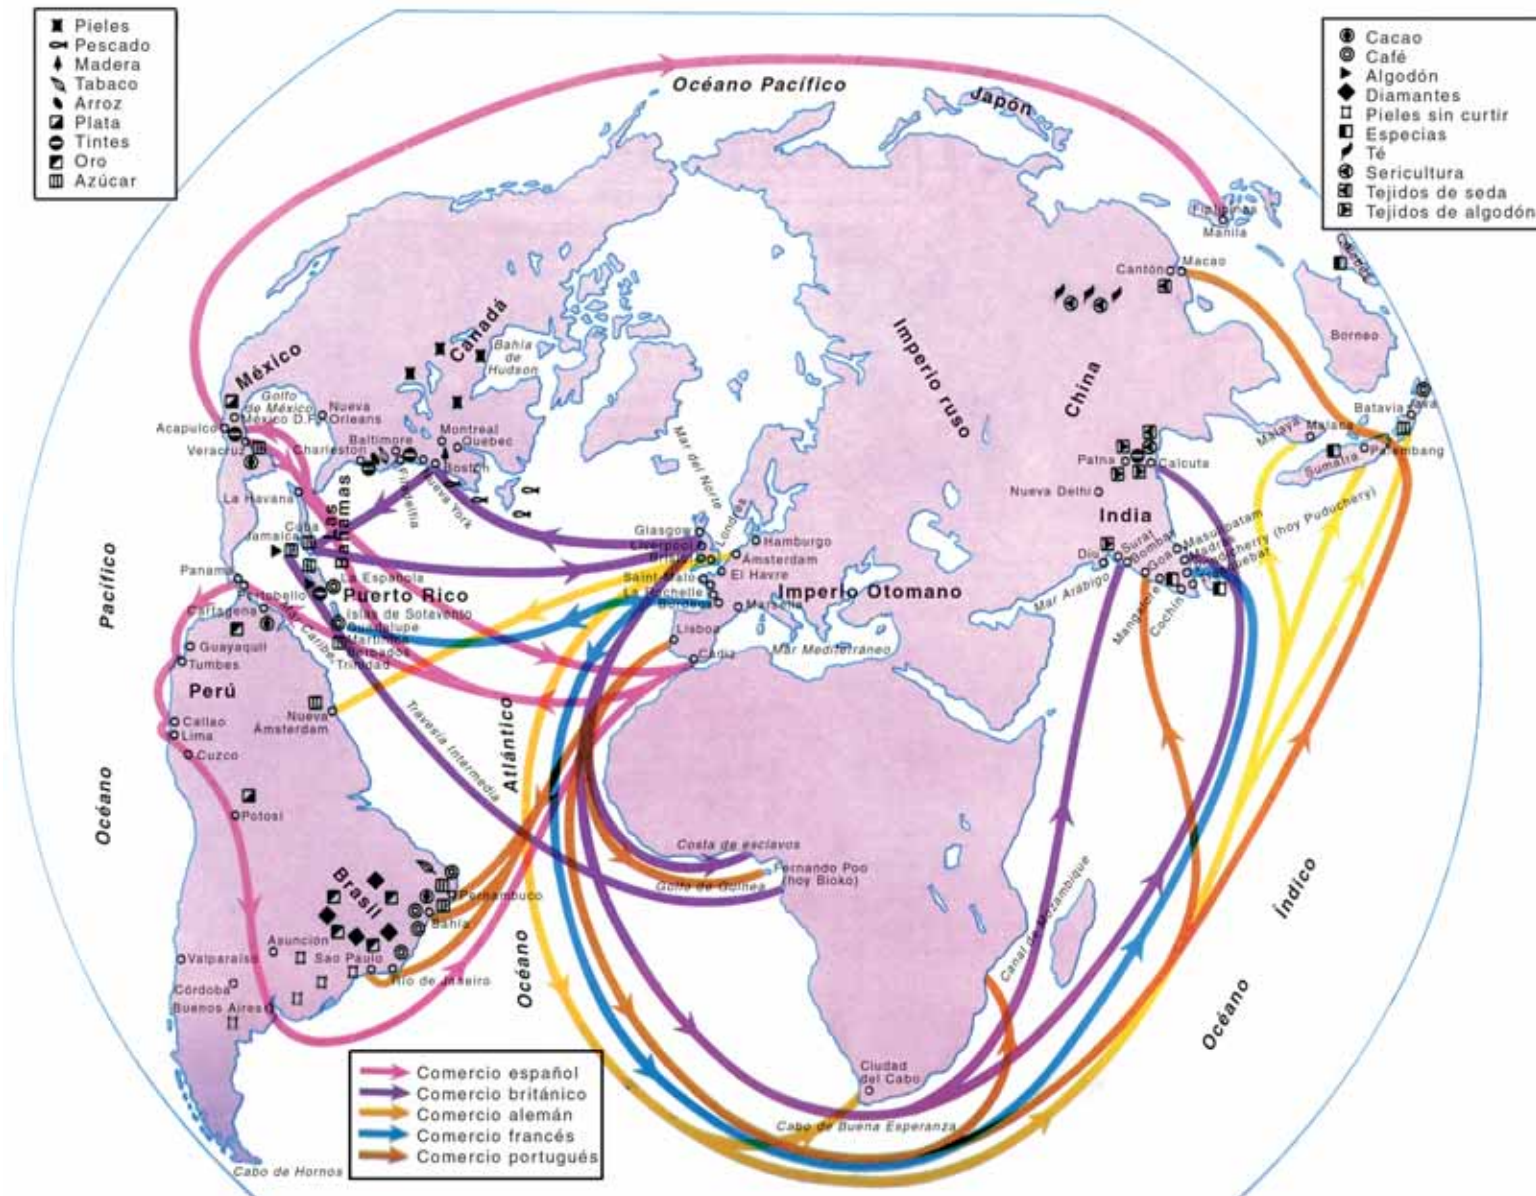 Pieles
Pescado
Madera
Tabaco
Arroz
Plata
Tintes
Oro
Azúcar
Cacao
Café
Algodón
Diamantes
Pieles sin curtir
Especias
Té
Sericultura
Tejidos de seda
Tejidos de algodón
Océano Pacífico
Japón
Filipinas
Manila
Cantón
Macao
Borneo
Canadá
Bahía
de
Hudson
México
Golfo
de México
Nueva
Orleans
México D.F.
Acapulco
Veracruz
Charleston
Baltimore
Montreal
Quebec
Boston
Filadelfia
Nueva York
La Havana
Las
Bahamas
Cuba
Jamaica
La Española
Puerto Rico
Islas de Sotavento
Guadalupe
Martinica
Barbados
Trinidad
Panamá
Portobello
Cartagena
Mar Caribe
Guayaquil
Tumbes
Perú
Callao
Lima
Cuzco
Nueva
Ámsterdam
Potosí
Brasil
Pernambuco
Bahía
Asunción
Sao Paulo
Río de Janeiro
Valparaíso
Córdoba
Buenos Aires
Cabo de Hornos
Pacífico
Océano
Travesía Intermedia
Atlántico
Océano
Mar del Norte
Glasgow
Liverpool
Londres
Hamburgo
Ámsterdam
El Havre
Saint-Malo
La Rochelle
Marsella
Lisboa
Cádiz
Mar Mediterráneo
Imperio Otomano
Imperio ruso
China
Patna
Calcuta
Nueva Delhi
India
Diu
Surat
Bombay
Goa
Mangalore
Cochin
Masulipatam
Madrás
Pondicherry (hoy Puduchery)
Mar Arábigo
Malaya
Malaca
Sumatra
Palembang
Batavia
Java
Costa de esclavos
Golfo de Guinea
Fernando Poo
(hoy Bioko)
Canal de Mozambique
Ciudad
del Cabo
Cabo de Buena Esperanza
Índico
Océano
Comercio español
Comercio británico
Comercio alemán
Comercio francés
Comercio portugués